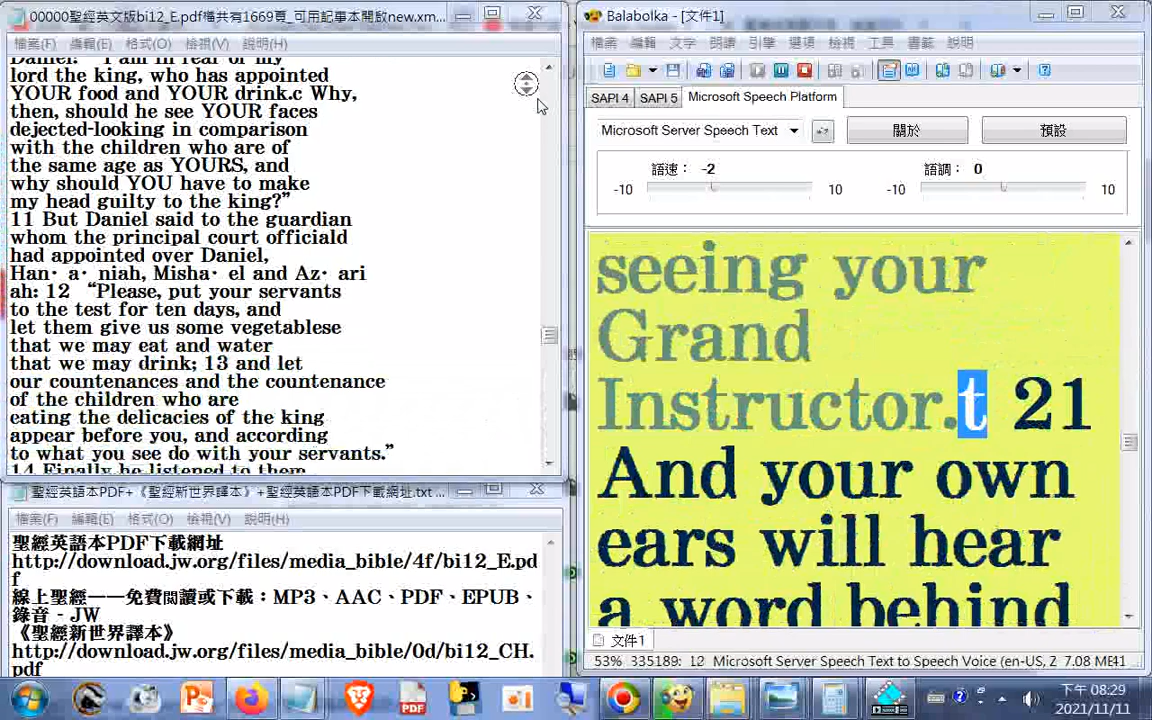 00000聖經英文版bi12_E.pdf檔共有1669頁_可用記事本開啟new.xm...
檔案(F) 編輯(E) 格式(O) 檢視(V) 說明(H)
Daniel: “I am in fear of my
lord the king, who has appointed
YOUR food and YOUR drink.c Why,
then, should he see YOUR faces
dejected-looking in comparison
with the children who are of
the same age as YOURS, and
why should YOU have to make
my head guilty to the king?”
11 But Daniel said to the guardian
whom the principal court officiald
had appointed over Daniel,
Han· a· niah, Misha· el and Az· ari
ah: 12 “Please, put your servants
to the test for ten days, and
let them give us some vegetablese
that we may eat and water
that we may drink; 13 and let
our countenances and the countenance
of the children who are
eating the delicacies of the king
appear before you, and according
to what you see do with your servants.”
14 Finally he listened to them
聖經英語本PDF+《聖經新世界譯本》+聖經英語本PDF下載網址.txt ...
檔案(F) 編輯(E) 格式(O) 檢視(V) 說明(H)
聖經英語本PDF下載網址
http://download.jw.org/files/media_bible/4f/bi12_E.pd
f
線上聖經——免費閱讀或下載：MP3、AAC、PDF、EPUB、
錄音 - JW
《聖經新世界譯本》
http://download.jw.org/files/media_bible/0d/bi12_CH.
pdf
Balabolka - [文件1]
檔案 編輯 文字 朗讀 引擎 選項 檢視 工具 書籤 說明
SAPI 4 SAPI 5 Microsoft Speech Platform
Microsoft Server Speech Text 關於 預設
語速： -2 語調： 0
-10 10 -10 10
seeing your
Grand
Instructor.t 21
And your own
ears will hear
a word behind
文件1
53% 335189: 12 Microsoft Server Speech Text to Speech Voice (en-US, Z 7.08 ME41
下午 08:29
2021/11/11